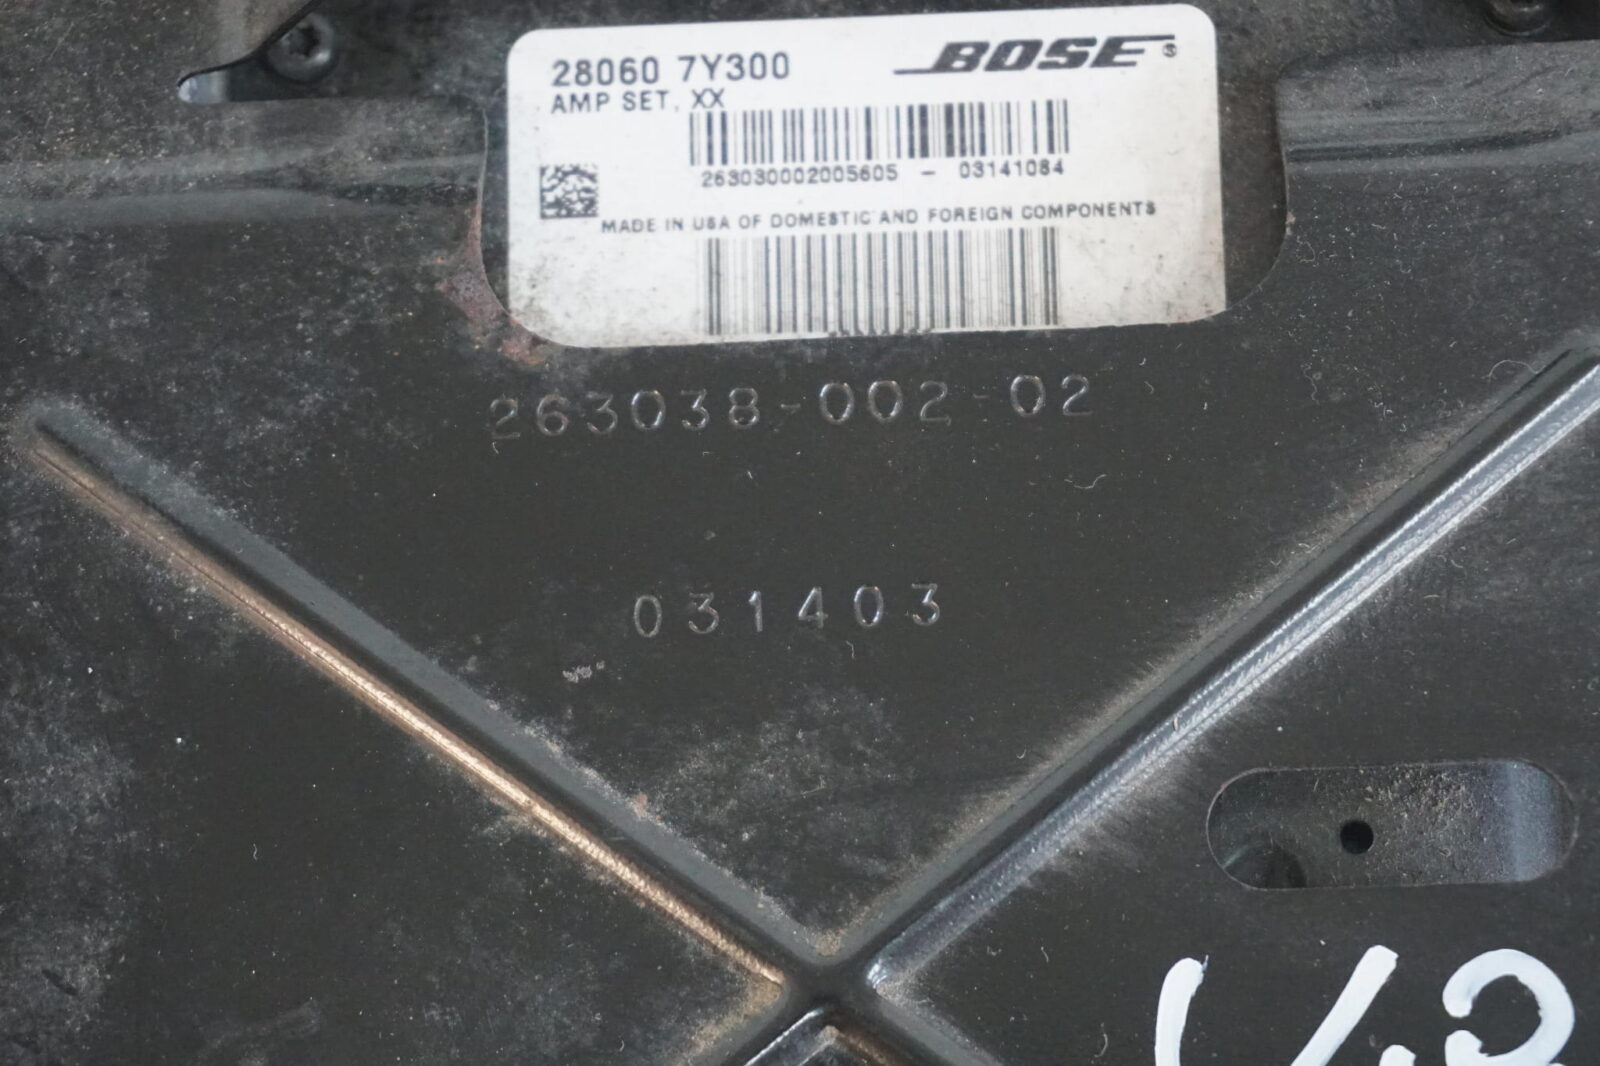 28060 7Y300
BOSE®
AMP SET, XX
263030002005605 - 03141084
MADE IN USA OF DOMESTIC AND FOREIGN COMPONENTS
263038-002-02
031403